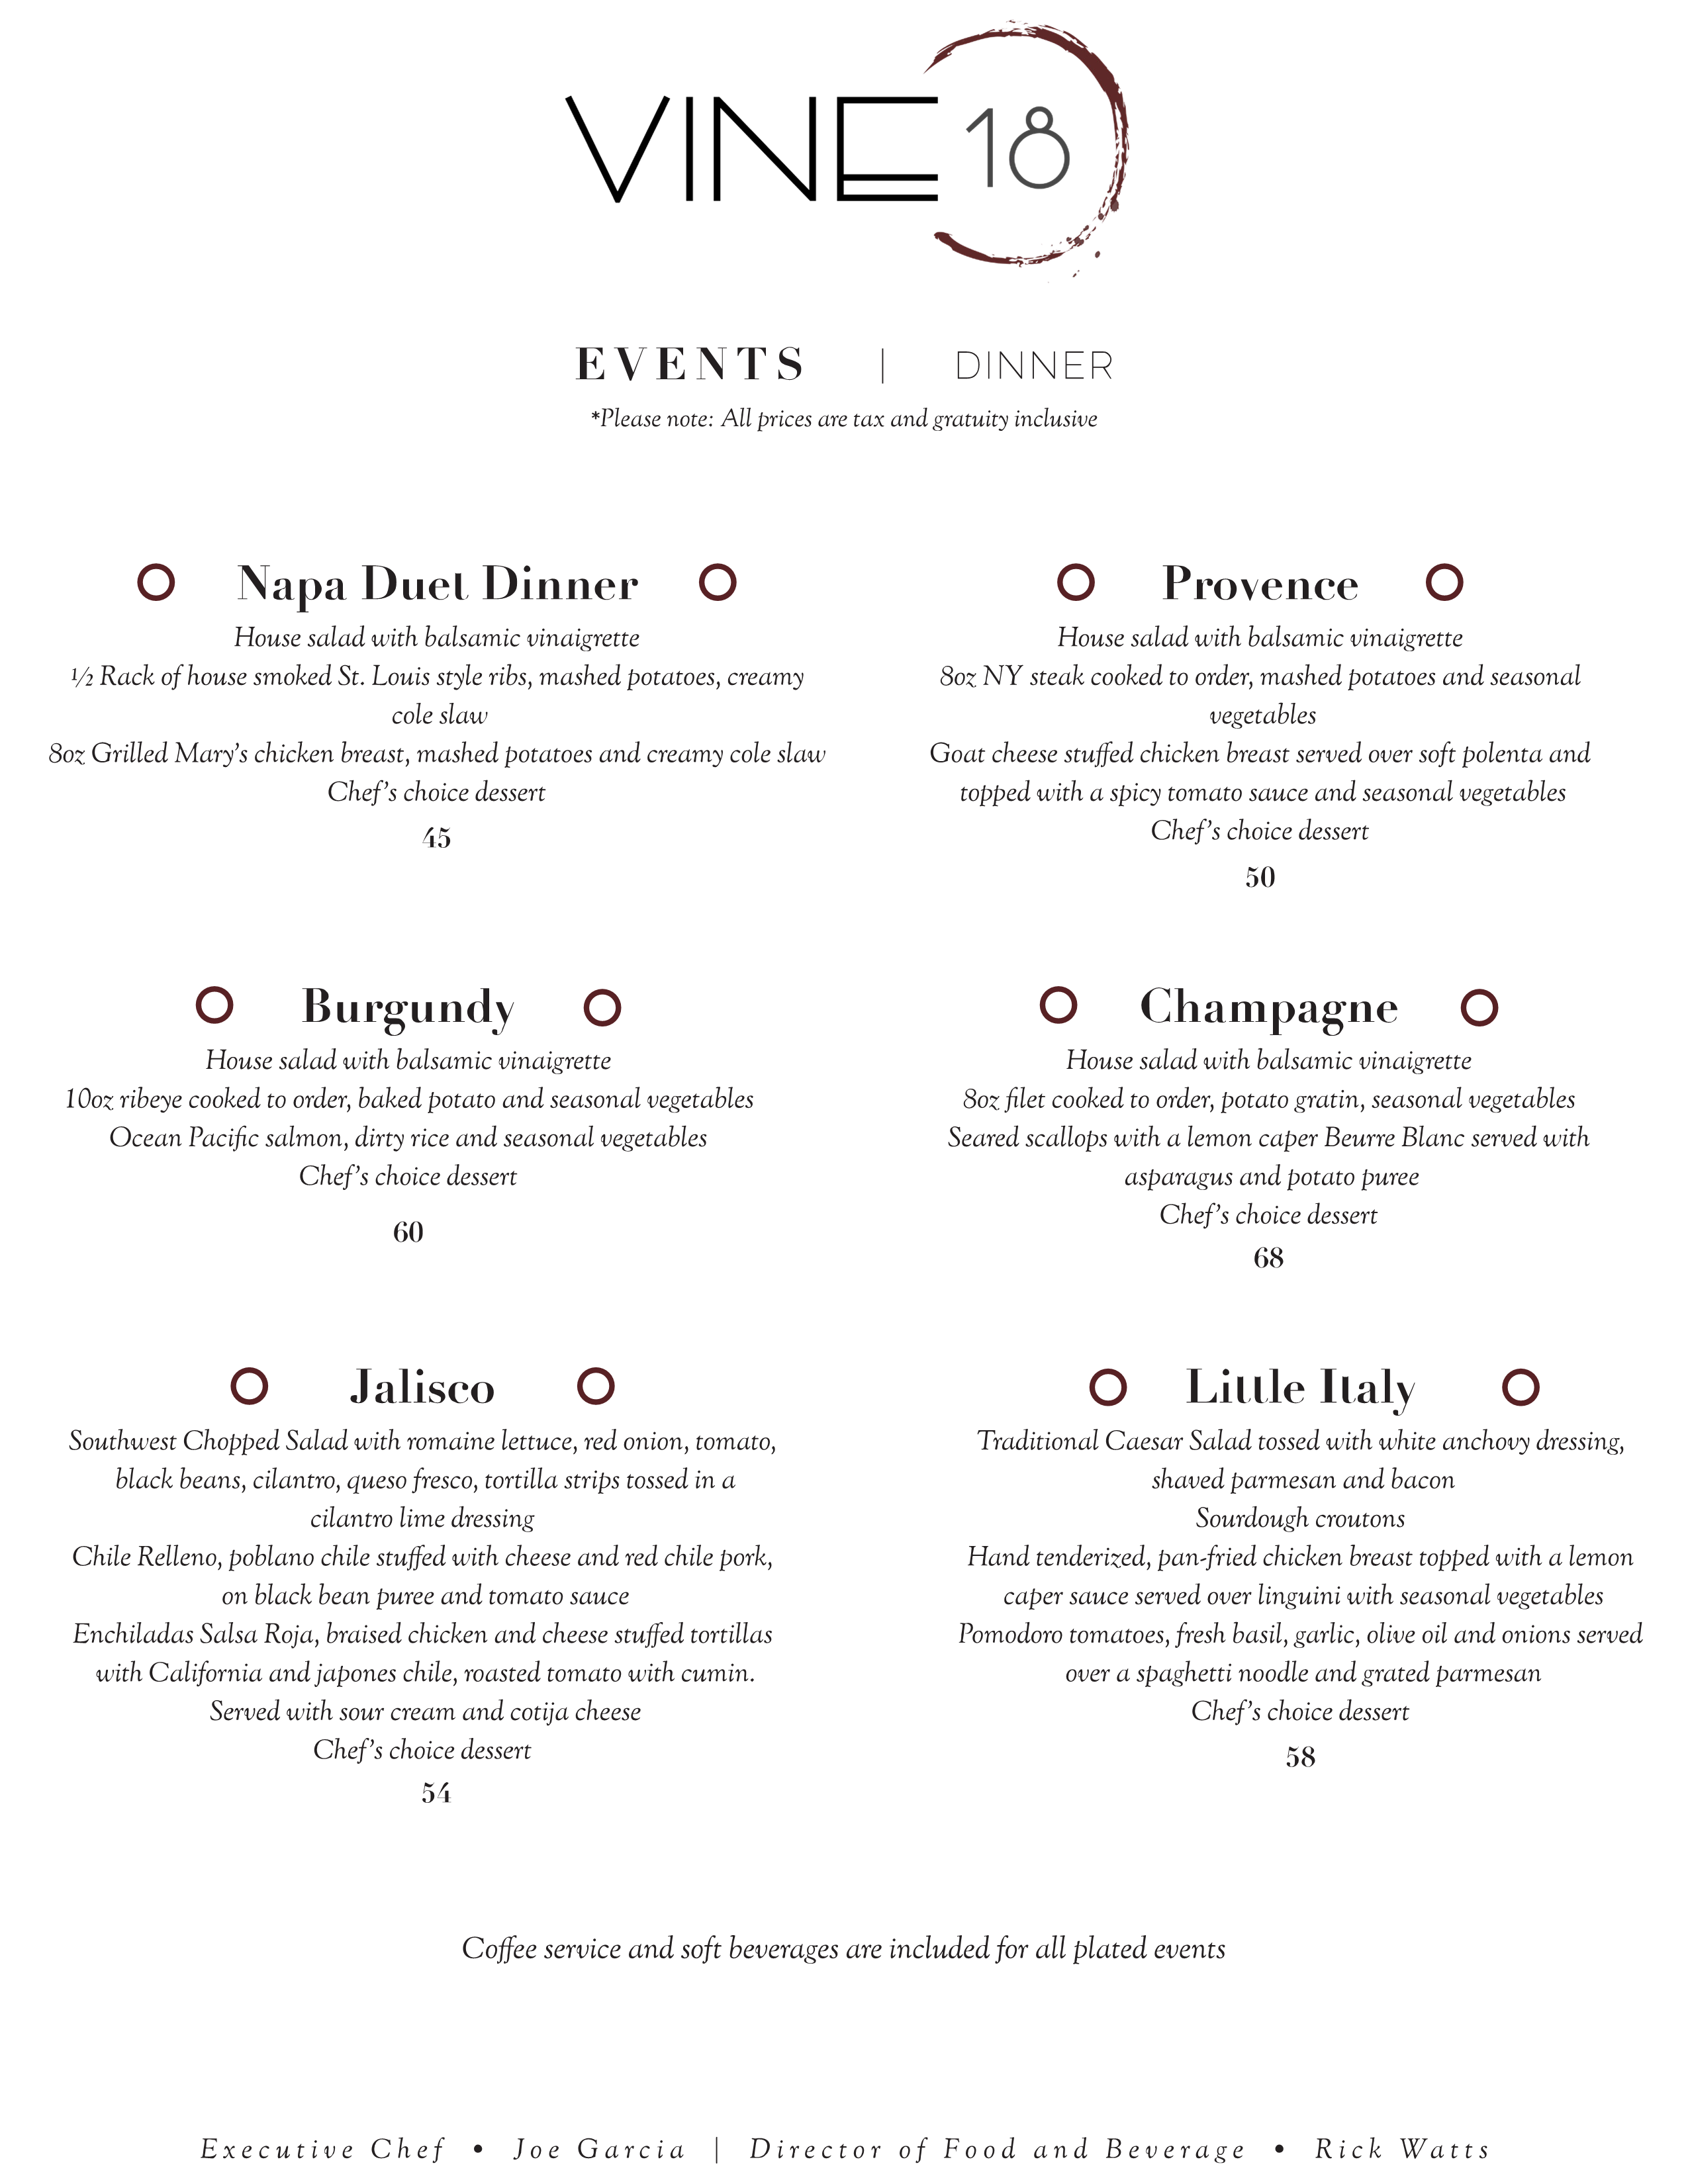 VINE 18
EVENTS | DINNER
*Please note: All prices are tax and gratuity inclusive
Napa Duet Dinner
House salad with balsamic vinaigrette
½ Rack of house smoked St. Louis style ribs, mashed potatoes, creamy
cole slaw
8oz Grilled Mary’s chicken breast, mashed potatoes and creamy cole slaw
Chef’s choice dessert
45
Provence
House salad with balsamic vinaigrette
8oz NY steak cooked to order, mashed potatoes and seasonal
vegetables
Goat cheese stuffed chicken breast served over soft polenta and
topped with a spicy tomato sauce and seasonal vegetables
Chef’s choice dessert
50
Burgundy
House salad with balsamic vinaigrette
10oz ribeye cooked to order, baked potato and seasonal vegetables
Ocean Pacific salmon, dirty rice and seasonal vegetables
Chef’s choice dessert
60
Champagne
House salad with balsamic vinaigrette
8oz filet cooked to order, potato gratin, seasonal vegetables
Seared scallops with a lemon caper Beurre Blanc served with
asparagus and potato puree
Chef’s choice dessert
68
Jalisco
Southwest Chopped Salad with romaine lettuce, red onion, tomato,
black beans, cilantro, queso fresco, tortilla strips tossed in a
cilantro lime dressing
Chile Relleno, poblano chile stuffed with cheese and red chile pork,
on black bean puree and tomato sauce
Enchiladas Salsa Roja, braised chicken and cheese stuffed tortillas
with California and japones chile, roasted tomato with cumin.
Served with sour cream and cotija cheese
Chef’s choice dessert
54
Little Italy
Traditional Caesar Salad tossed with white anchovy dressing,
shaved parmesan and bacon
Sourdough croutons
Hand tenderized, pan-fried chicken breast topped with a lemon
caper sauce served over linguini with seasonal vegetables
Pomodoro tomatoes, fresh basil, garlic, olive oil and onions served
over a spaghetti noodle and grated parmesan
Chef’s choice dessert
58
Coffee service and soft beverages are included for all plated events
Executive Chef • Joe Garcia | Director of Food and Beverage • Rick Watts